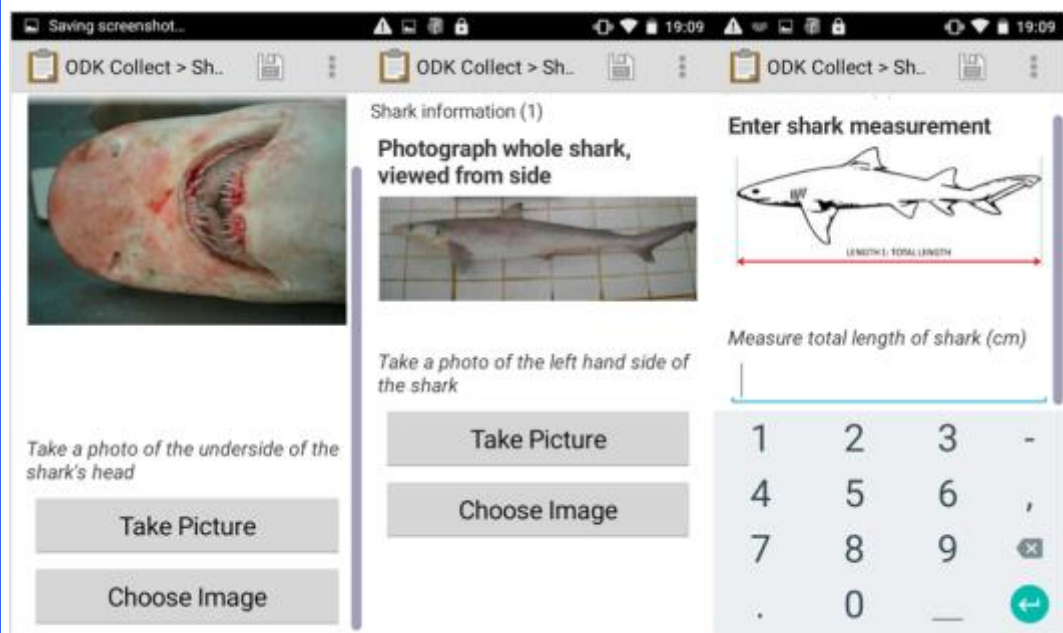 Saving screenshot...
ODK Collect > Sh..
Take a photo of the underside of the
shark's head
Take Picture
Choose Image
19:09
ODK Collect > Sh..
Shark information (1)
Photograph whole shark,
viewed from side
Take a photo of the left hand side of
the shark
Take Picture
Choose Image
19:09
ODK Collect > Sh..
Enter shark measurement
LENGTH 1: TOTAL LENGTH
Measure total length of shark (cm)
1 2 3 -
4 5 6 ,
7 8 9
. 0 _